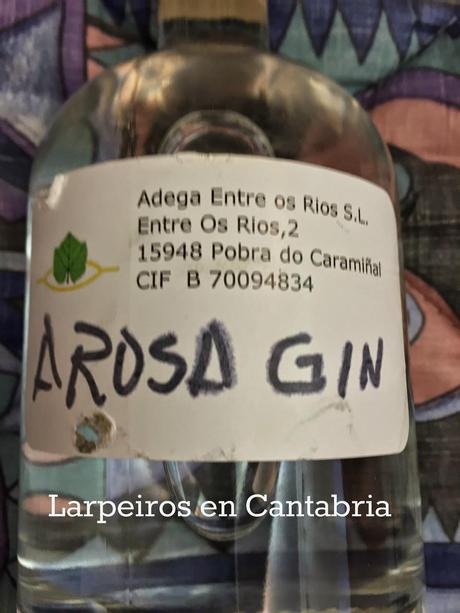 Adega Entre os Rios S.L.
Entre Os Rios,2
15948 Pobra do Caramiñal
CIF B 70094834
AROSA GIN
Larpeiros en Cantabria